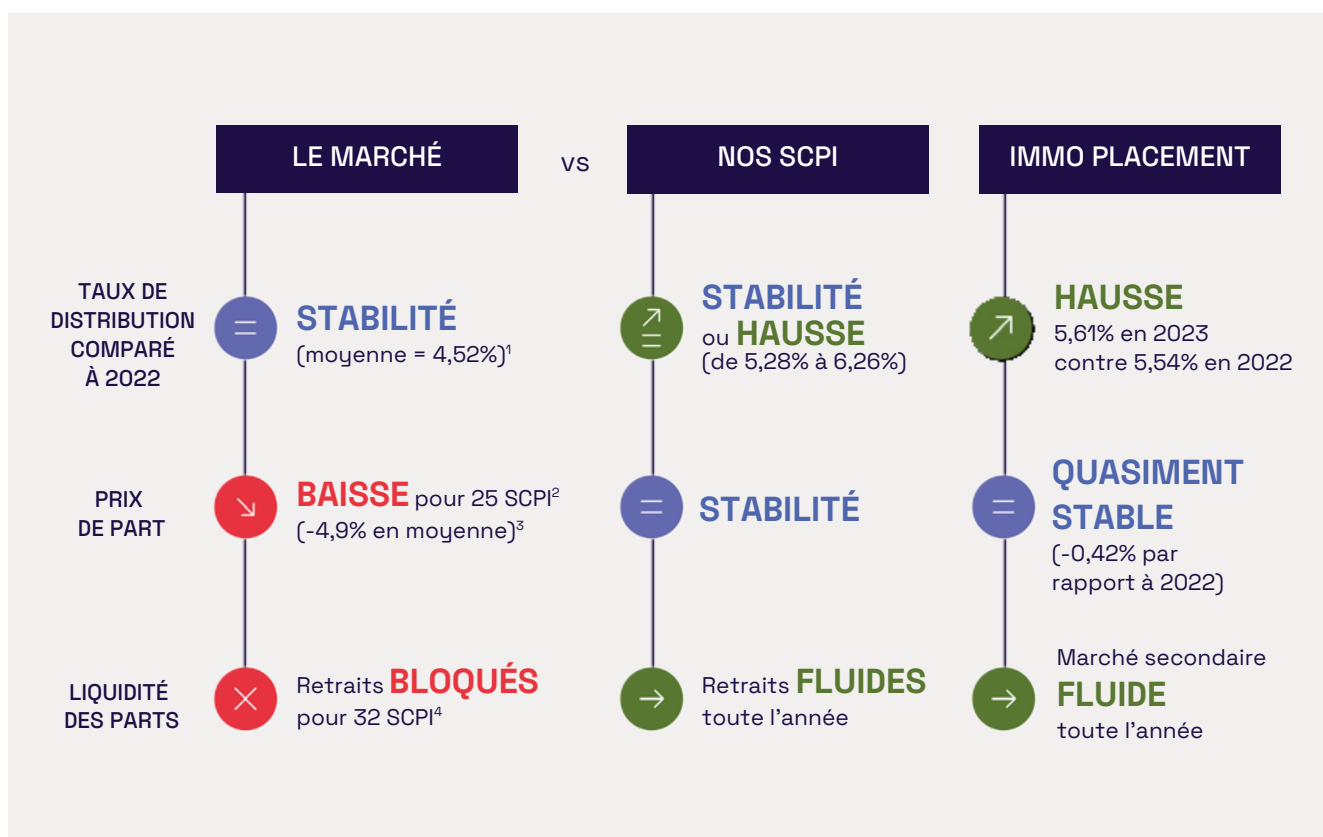 LE MARCHÉ
vs
NOS SCPI
IMMO PLACEMENT
TAUX DE
DISTRIBUTION
COMPARÉ
À 2022
STABILITÉ
(moyenne = 4,52%)¹
STABILITÉ
ou HAUSSE
(de 5,28% à 6,26%)
HAUSSE
5,61% en 2023
contre 5,54% en 2022
PRIX
DE PART
BAISSE pour 25 SCPI²
(-4,9% en moyenne)³
STABILITÉ
QUASIMENT
STABLE
(-0,42% par
rapport à 2022)
LIQUIDITÉ
DES PARTS
Retraits BLOQUÉS
pour 32 SCPI⁴
Retraits FLUIDES
toute l’année
Marché secondaire
FLUIDE
toute l’année